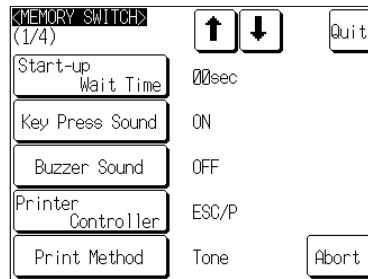 <MEMORY SWITCH>
(1/4)
Quit
Start-up
Wait Time
00sec
Key Press Sound
ON
Buzzer Sound
OFF
Printer
Controller
ESC/P
Print Method
Tone
Abort